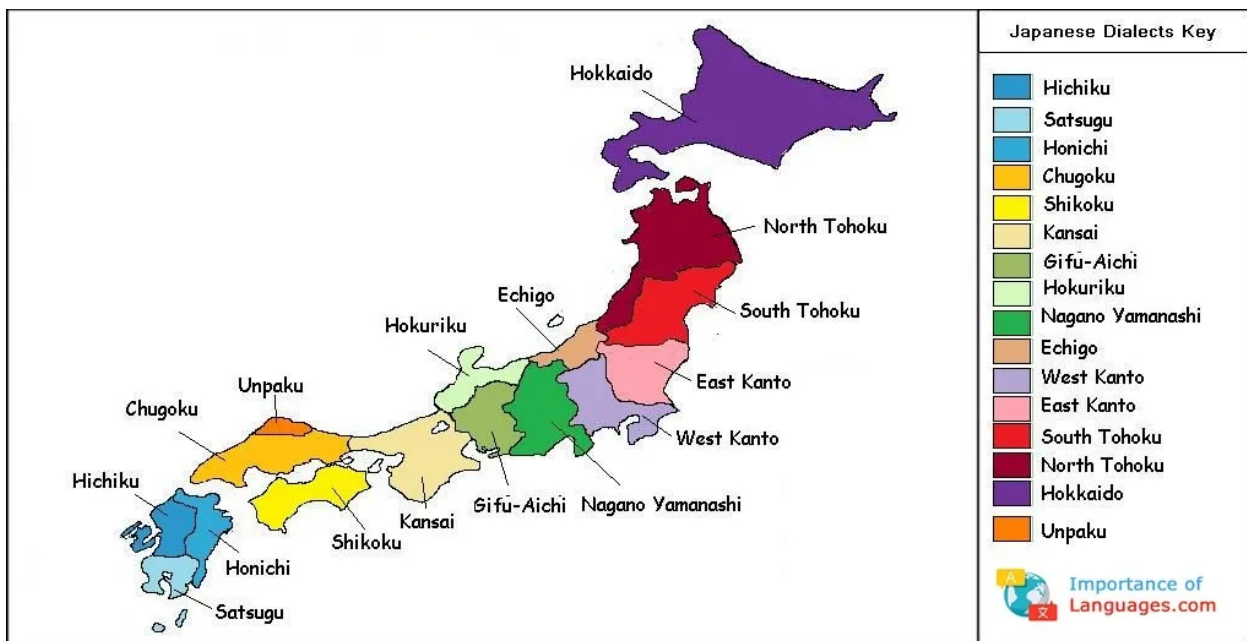 Japanese Dialects Key
Hichiku
Satsugu
Honichi
Chugoku
Shikoku
Kansai
Gifu-Aichi
Hokuriku
Nagano Yamanashi
Echigo
West Kanto
East Kanto
South Tohoku
North Tohoku
Hokkaido
Unpaku
A
文
Importance of
Languages.com
Hokkaido
North Tohoku
Echigo
South Tohoku
Hokuriku
East Kanto
Unpaku
Chugoku
West Kanto
Hichiku
Nagano Yamanashi
Gifu-Aichi
Kansai
Shikoku
Honichi
Satsugu